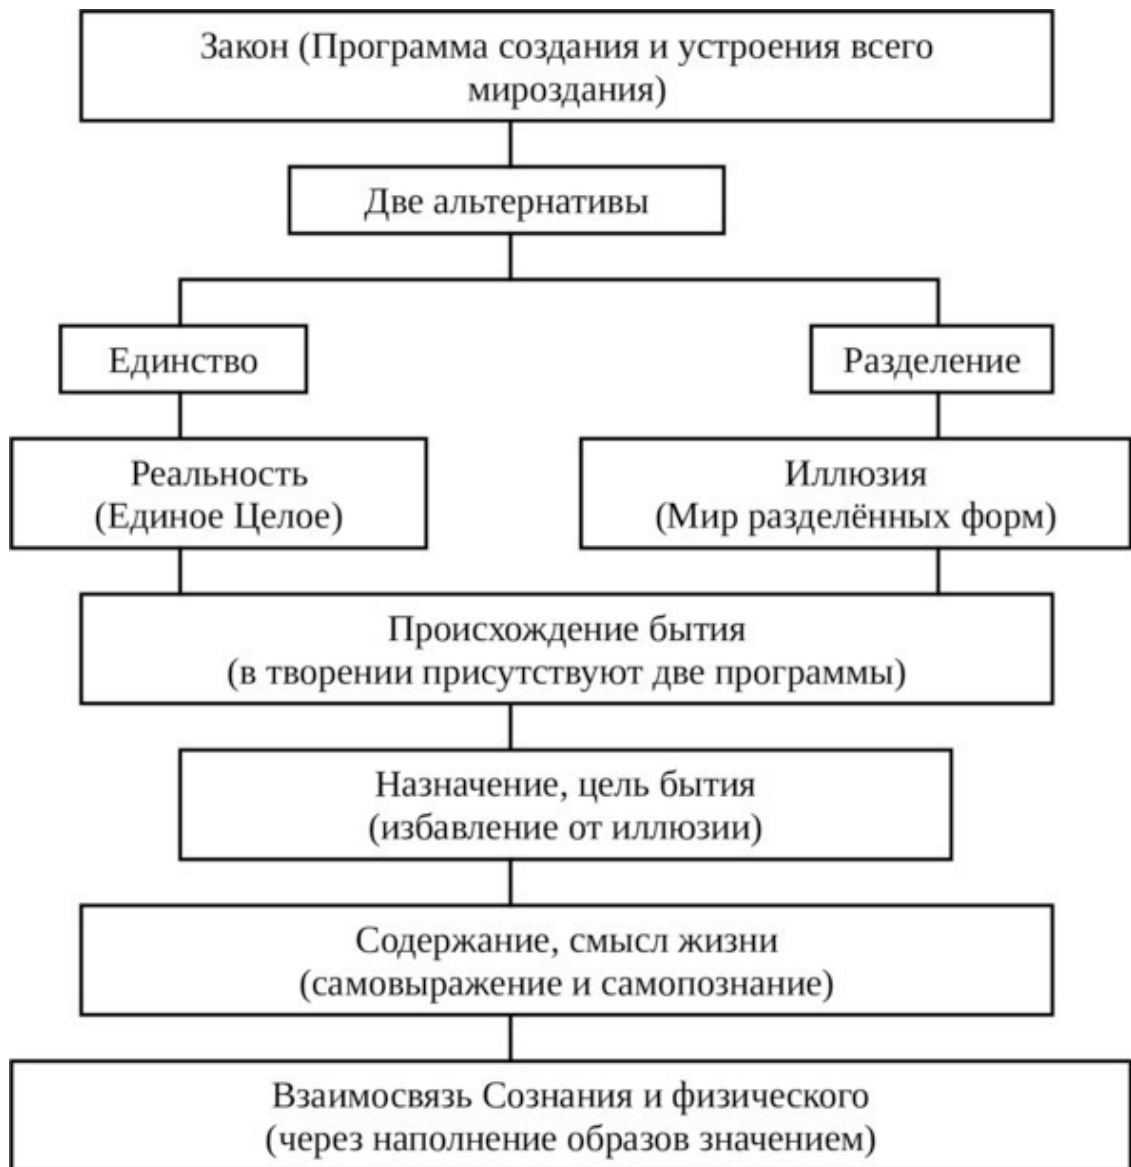 Закон (Программа создания и устроения всего
мироздания)
Две альтернативы
Единство
Разделение
Реальность
(Единое Целое)
Иллюзия
(Мир разделённых форм)
Происхождение бытия
(в творении присутствуют две программы)
Назначение, цель бытия
(избавление от иллюзии)
Содержание, смысл жизни
(самовыражение и самопознание)
Взаимосвязь Сознания и физического
(через наполнение образов значением)